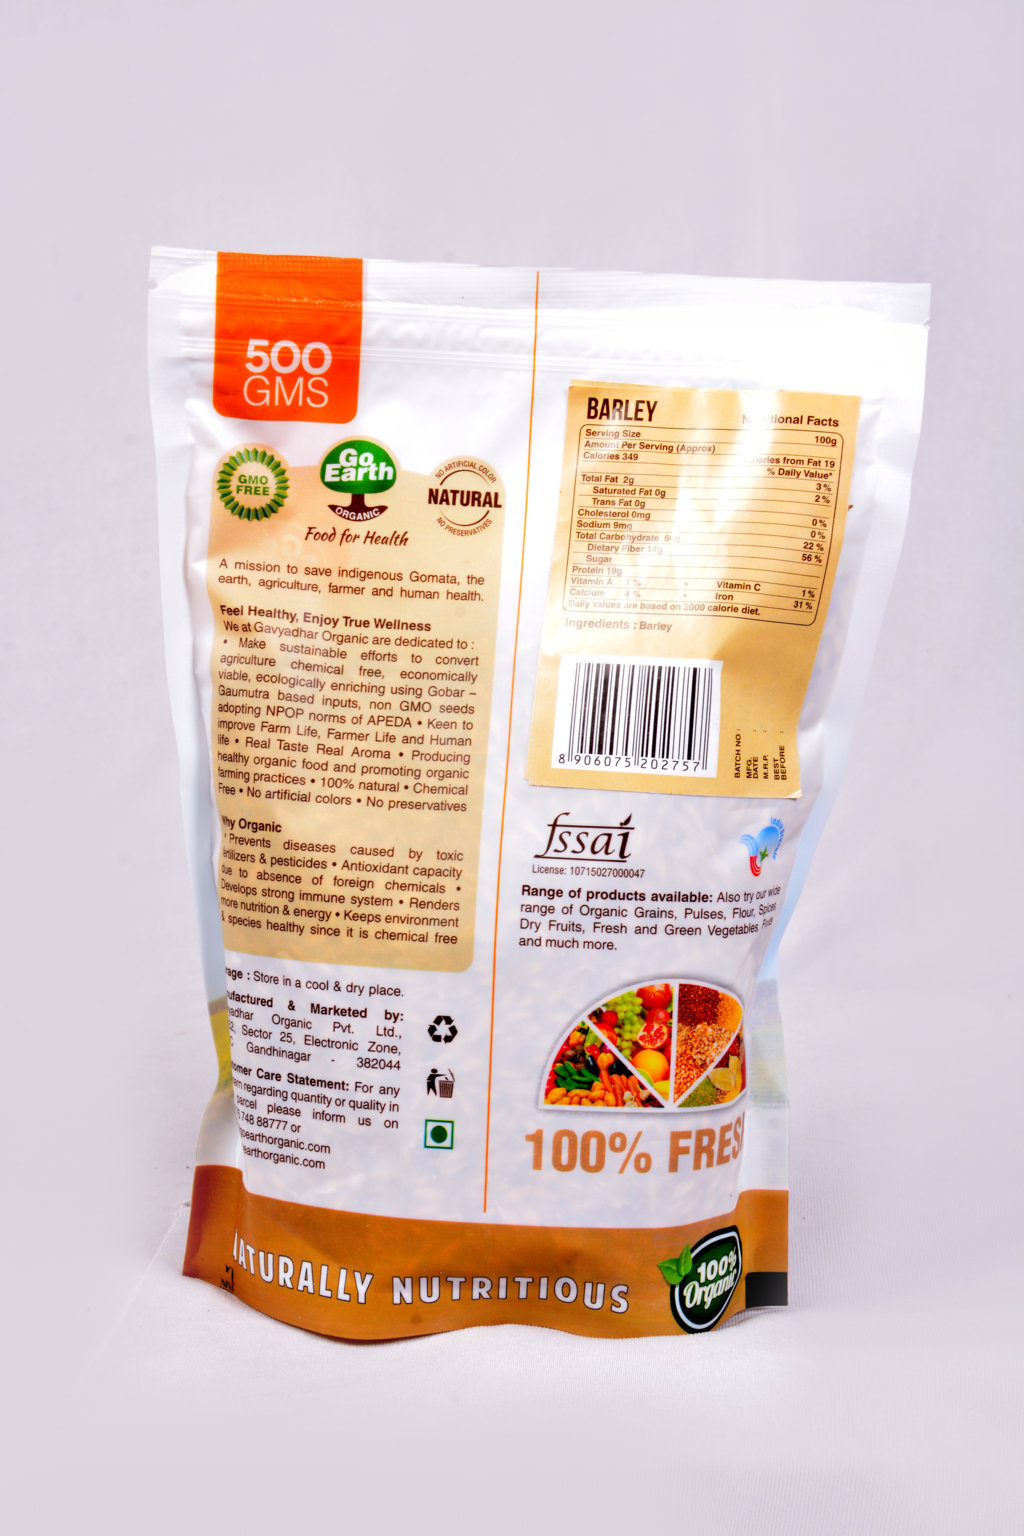 500
GMS
GMO
FREE
Go
Earth
ORGANIC
Food for Health
NO ARTIFICIAL COLOR
NATURAL
NO PRESERVATIVES
A mission to save indigenous Gomata, the
earth, agriculture, farmer and human health.
Feel Healthy, Enjoy True Wellness
We at Gavyadhar Organic are dedicated to :
• Make sustainable efforts to convert
agriculture chemical free, economically
viable, ecologically enriching using Gobar –
Gaumutra based inputs, non GMO seeds
adopting NPOP norms of APEDA • Keen to
improve Farm Life, Farmer Life and Human
life • Real Taste Real Aroma • Producing
healthy organic food and promoting organic
farming practices • 100% natural • Chemical
Free • No artificial colors • No preservatives
Why Organic
• Prevents diseases caused by toxic
fertilizers & pesticides • Antioxidant capacity
due to absence of foreign chemicals •
Develops strong immune system • Renders
more nutrition & energy • Keeps environment
& species healthy since it is chemical free
: Store in a cool & dry place.
& Marketed by:
Organic Pvt. Ltd.,
Sector 25, Electronic Zone,
Gandhinagar - 382044
Care Statement: For any
regarding quantity or quality in
please inform us on
748 88777 or
BARLEY
Nutritional Facts
Serving Size 100g
Amount Per Serving (Approx)
Calories 349 Calories from Fat 19
% Daily Value*
Total Fat 2g 3%
Saturated Fat 0g 2%
Trans Fat 0g
Cholesterol 0mg 0%
Sodium 9mg 0%
Total Carbohydrate 22%
Dietary Fiber 14g 56%
Sugar
Protein 19g
Vitamin A 1% • Vitamin C 1%
Calcium 4% • Iron 31%
Daily values are based on 2000 calorie diet.
Ingredients : Barley
8 906075 202757
BATCH NO :
MFG. DATE :
M.R.P. :
BEST BEFORE :
fssai
License: 10715027000047
Range of products available: Also try our wide
range of Organic Grains, Pulses, Flour, Spices,
Dry Fruits, Fresh and Green Vegetables, Fruits
and much more.
100% FRES
NATURALLY NUTRITIOUS
100%
Organic